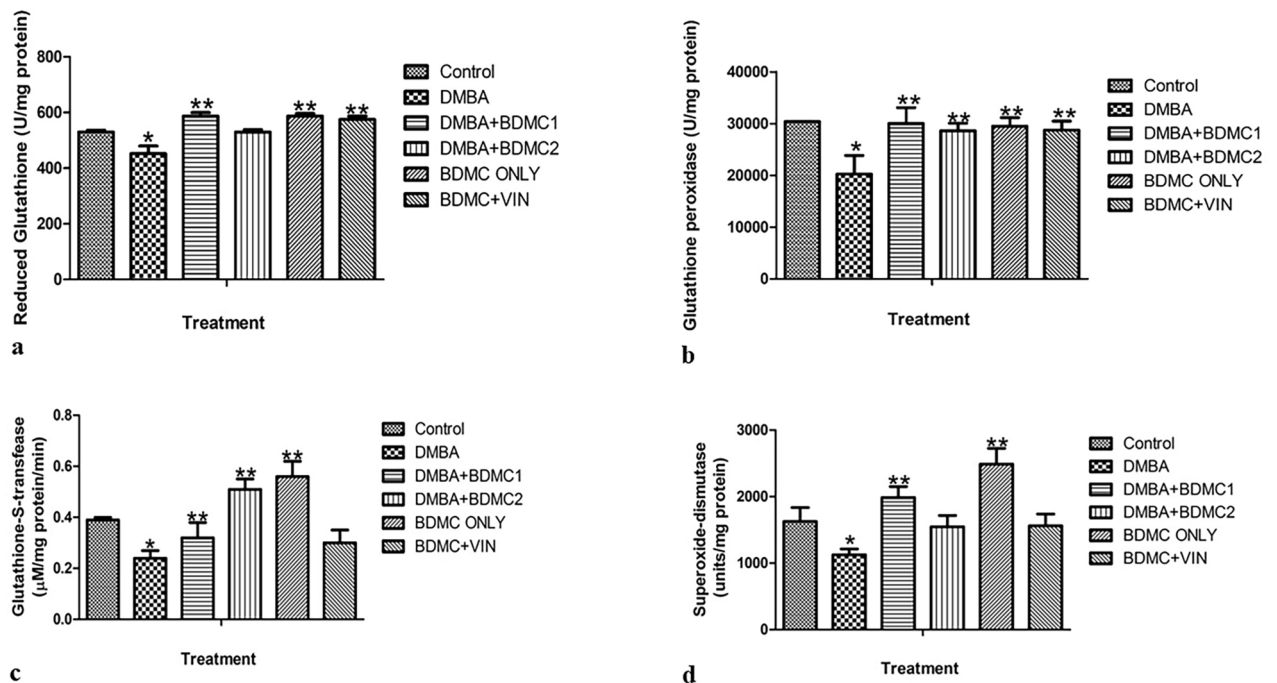 Reduced Glutathione (U/mg protein)
800
600
400
200
0
*
**
**
**
Treatment
Control
DMBA
DMBA+BDMC1
DMBA+BDMC2
BDMC ONLY
BDMC+VIN
a
Glutathione peroxidase (U/mg protein)
40000
30000
20000
10000
0
*
**
**
**
**
Treatment
Control
DMBA
DMBA+BDMC1
DMBA+BDMC2
BDMC ONLY
BDMC+VIN
b
Glutathione-S-transfease
(µM/mg protein/min)
0.8
0.6
0.4
0.2
0.0
*
**
**
**
Treatment
Control
DMBA
DMBA+BDMC1
DMBA+BDMC2
BDMC ONLY
BDMC+VIN
c
Superoxide-dismutase
(units/mg protein)
3000
2000
1000
0
*
**
**
Treatment
Control
DMBA
DMBA+BDMC1
DMBA+BDMC2
BDMC ONLY
BDMC+VIN
d